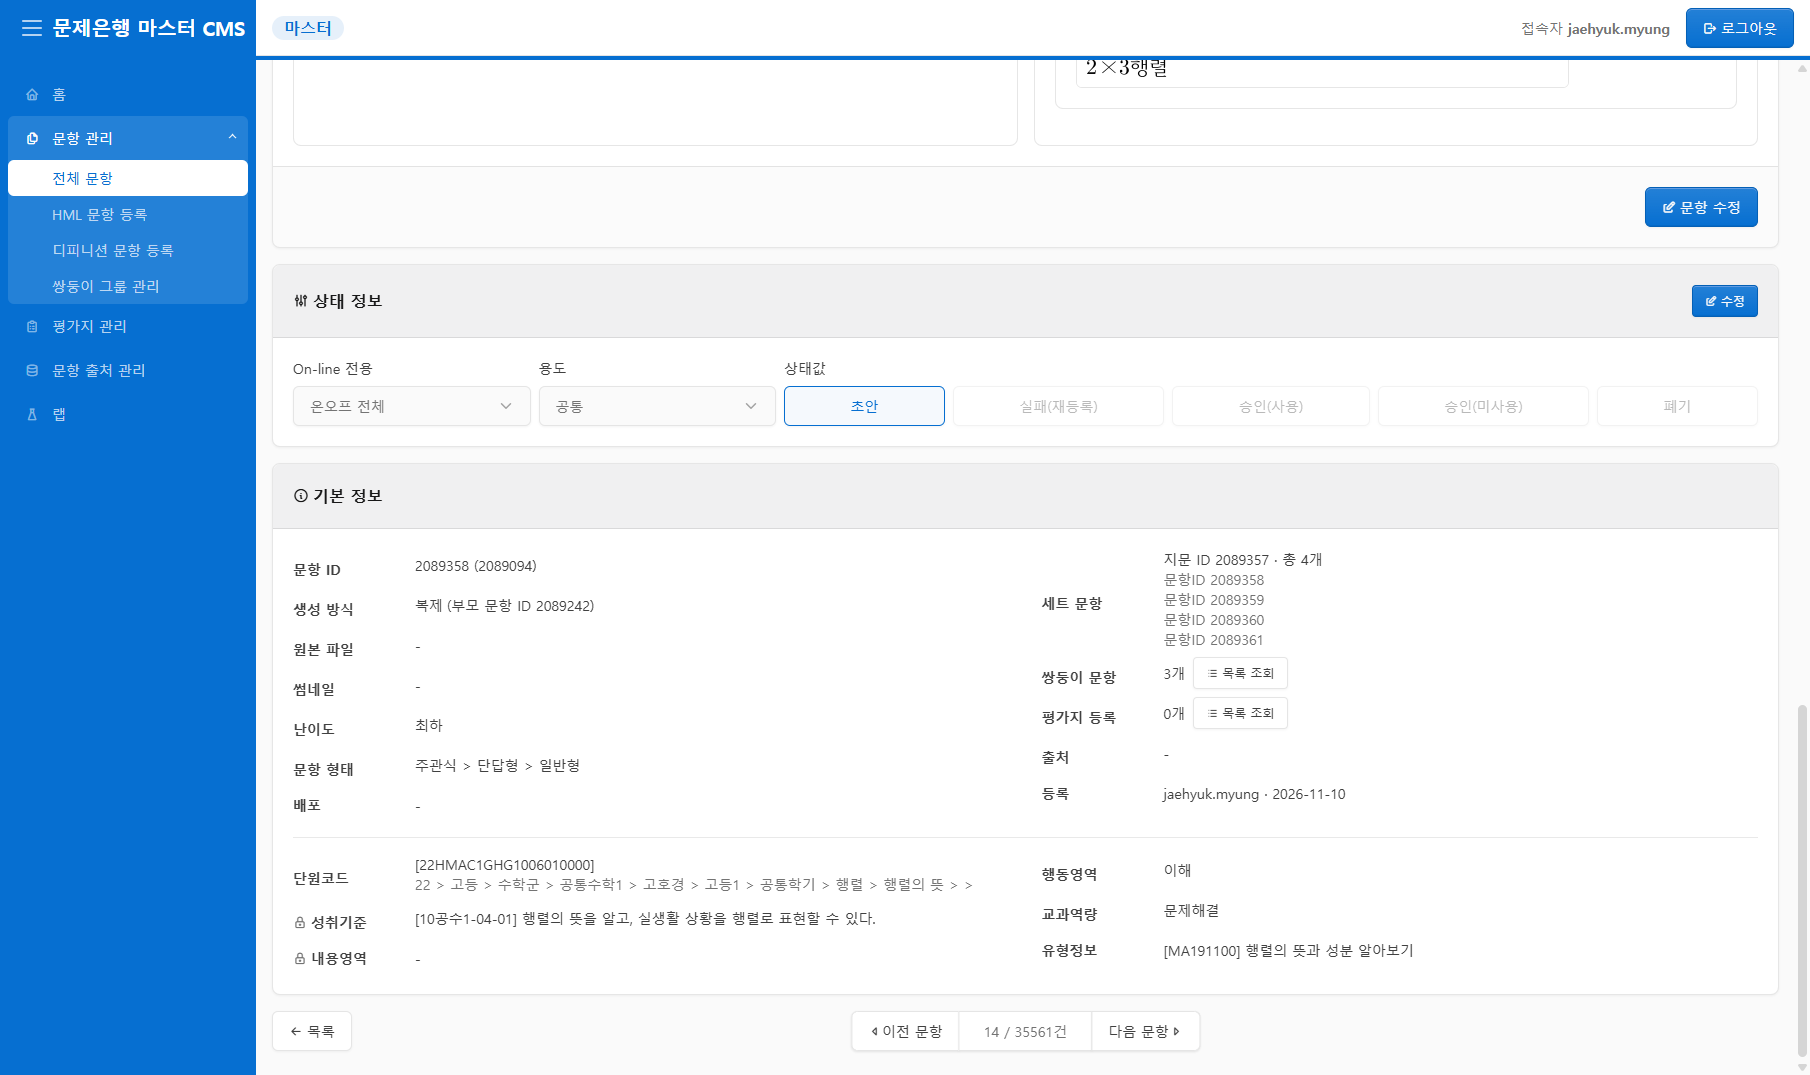 문제은행 마스터 CMS
마스터
접속자 jaehyuk.myung
로그아웃
홈
문항 관리
전체 문항
HML 문항 등록
디피니션 문항 등록
쌍둥이 그룹 관리
평가지 관리
문항 출처 관리
랩
2×3행렬
문항 수정
상태 정보
수정
On-line 전용
용도
상태값
온오프 전체
공통
초안
실패(재등록)
승인(사용)
승인(미사용)
폐기
기본 정보
문항 ID
2089358 (2089094)
생성 방식
복제 (부모 문항 ID 2089242)
원본 파일
-
썸네일
-
난이도
최하
문항 형태
주관식 > 단답형 > 일반형
배포
-
세트 문항
지문 ID 2089357 · 총 4개
문항ID 2089358
문항ID 2089359
문항ID 2089360
문항ID 2089361
쌍둥이 문항
3개
목록 조회
평가지 등록
0개
목록 조회
출처
-
등록
jaehyuk.myung · 2026-11-10
단원코드
[22HMAC1GHG1006010000]
22 > 고등 > 수학군 > 공통수학1 > 고호경 > 고등1 > 공통학기 > 행렬 > 행렬의 뜻 > >
성취기준
[10공수1-04-01] 행렬의 뜻을 알고, 실생활 상황을 행렬로 표현할 수 있다.
내용영역
-
행동영역
이해
교과역량
문제해결
유형정보
[MA191100] 행렬의 뜻과 성분 알아보기
목록
이전 문항
14 / 35561건
다음 문항